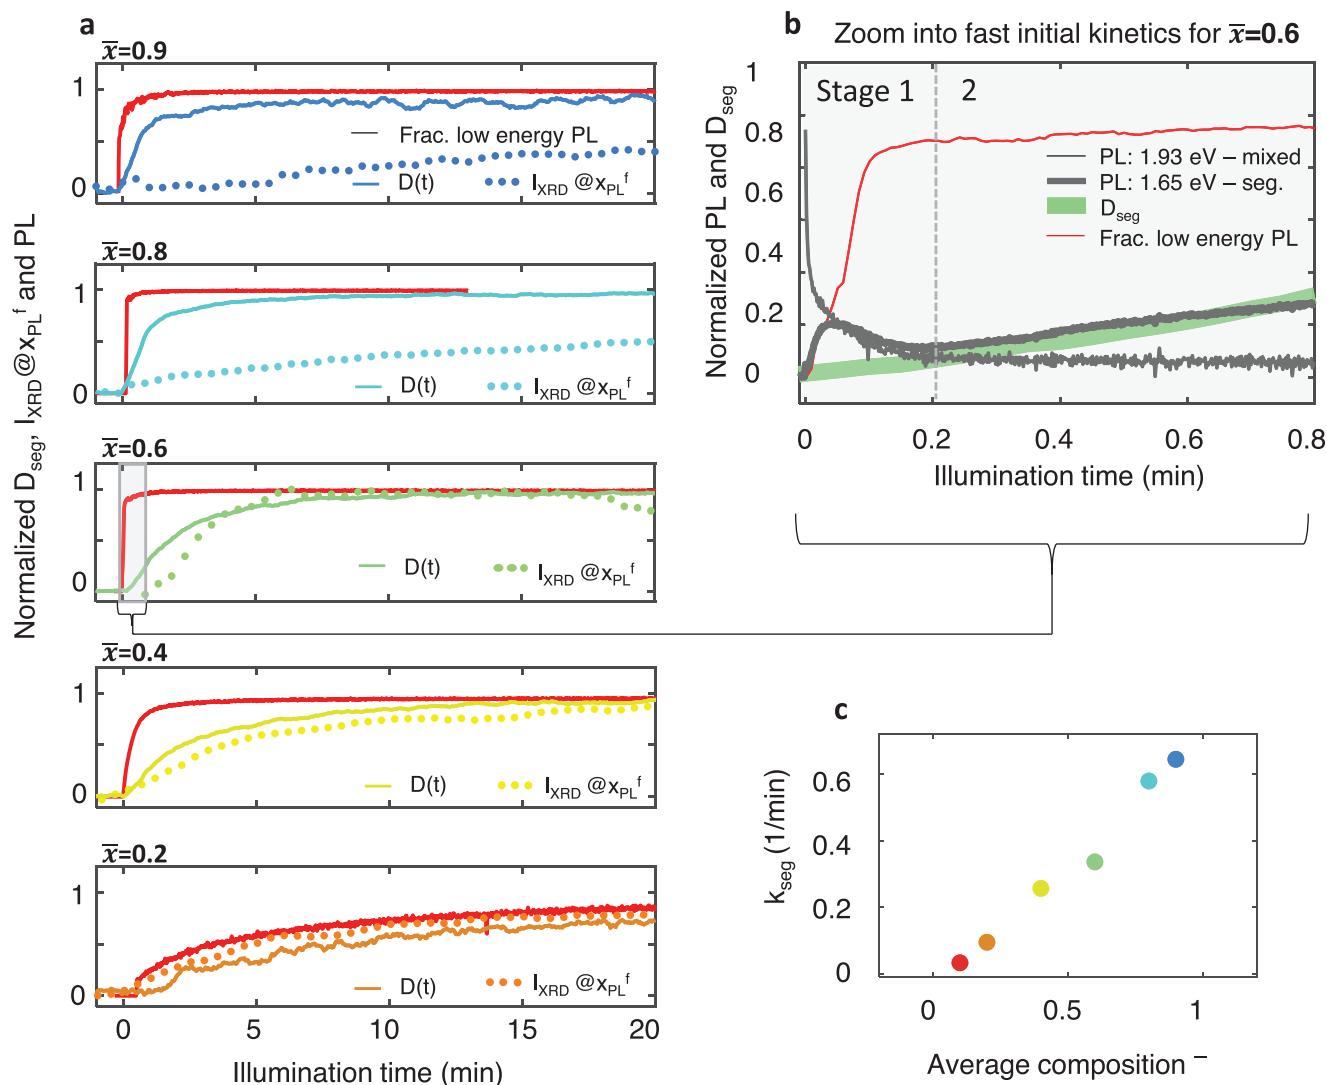 a
x̄=0.9
1
0
Frac. low energy PL
D(t)
I_XRD @x_PL^f
x̄=0.8
1
0
D(t)
I_XRD @x_PL^f
x̄=0.6
1
0
D(t)
I_XRD @x_PL^f
x̄=0.4
1
0
D(t)
I_XRD @x_PL^f
x̄=0.2
1
0
D(t)
I_XRD @x_PL^f
0 5 10 15 20
Illumination time (min)
Normalized D_seg, I_XRD @x_PL^f and PL
b
Zoom into fast initial kinetics for x̄=0.6
Stage 1 2
PL: 1.93 eV – mixed
PL: 1.65 eV – seg.
D_seg
Frac. low energy PL
1
0.8
0.6
0.4
0.2
0
0 0.2 0.4 0.6 0.8
Normalized PL and D_seg
Illumination time (min)
c
0.6
0.4
0.2
0
0 0.5 1
k_seg (1/min)
Average composition –